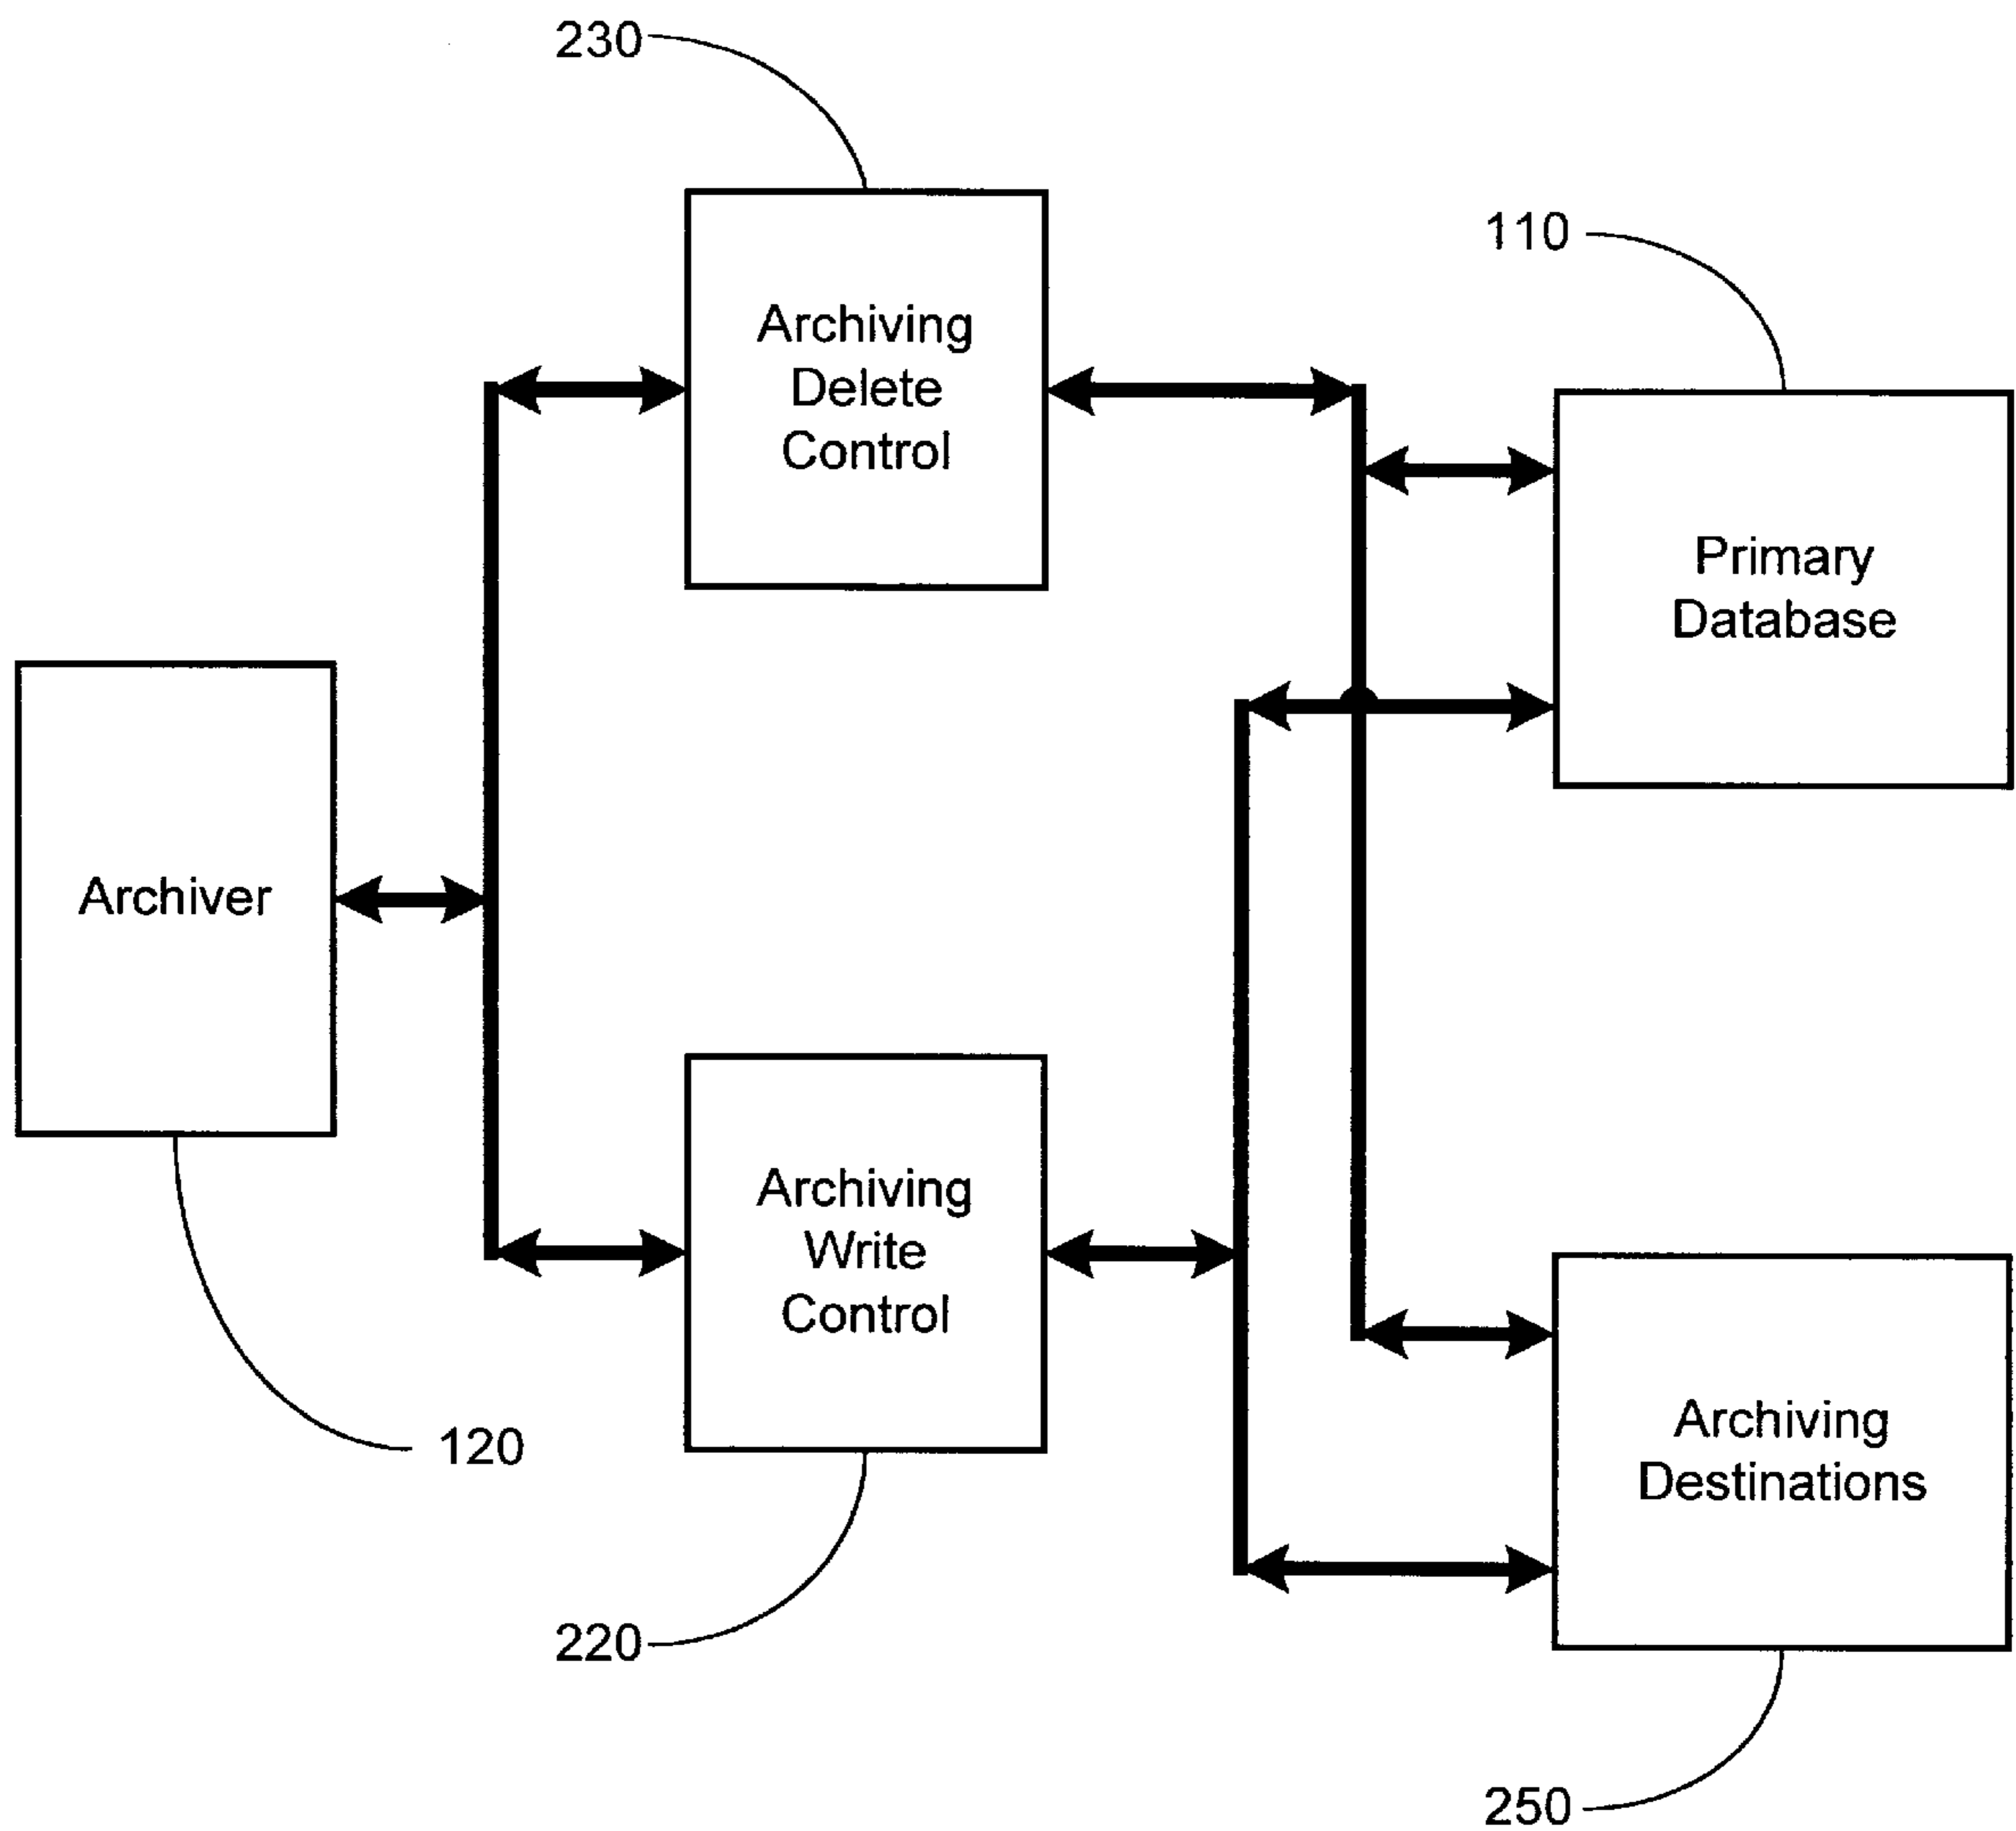 230
110
Archiving
Delete
Control
Primary
Database
Archiver
Archiving
Write
Control
120
Archiving
Destinations
220
250